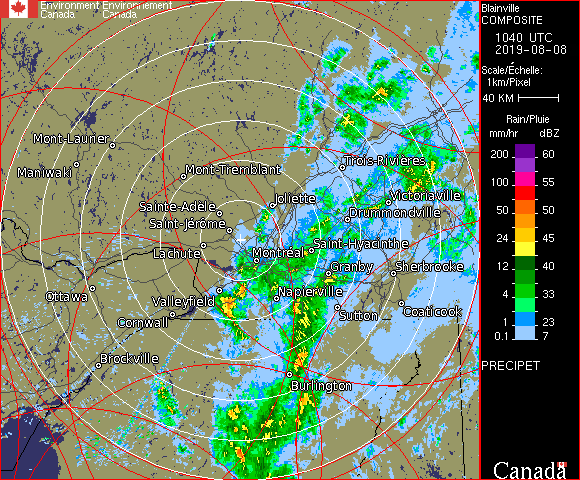 Environment Environnement
Canada Canada
Blainville
COMPOSITE
1040 UTC
2019-08-08
Scale/Échelle:
1km/Pixel
40 KM
Rain/Pluie
mm/hr dBZ
200 60
100 55
50 50
24 45
12 40
4 33
1 23
0.1 7
PRECIPET
Canada
Mont-Laurier
Maniwaki
Mont-Tremblant
Trois-Rivières
Sainte-Adèle
Joliette
Victoriaville
Saint-Jérôme
Drummondville
Lachute
Montréal
Saint-Hyacinthe
Granby
Sherbrooke
Ottawa
Valleyfield
Napierville
Cornwall
Sutton
Coaticook
Brockville
Burlington